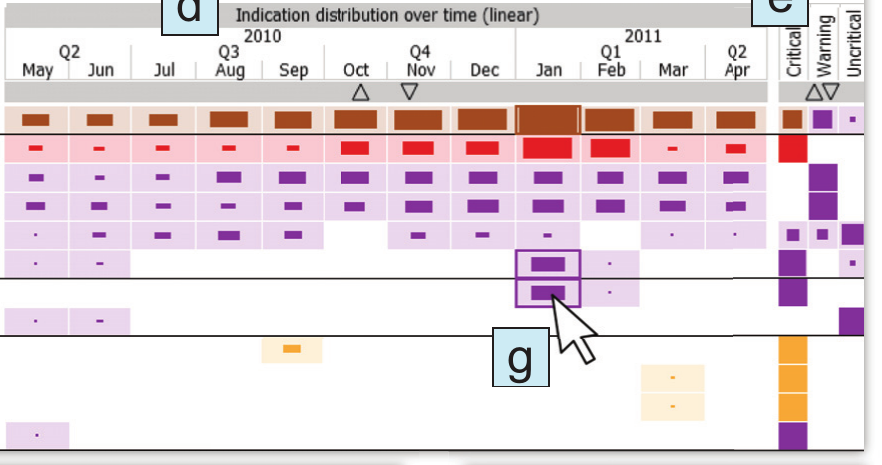 d
e
Indication distribution over time (linear)
2010 2011
Q2 Q3 Q4 Q1 Q2
May Jun Jul Aug Sep Oct Nov Dec Jan Feb Mar Apr
Critical
Warning
Uncritical
g